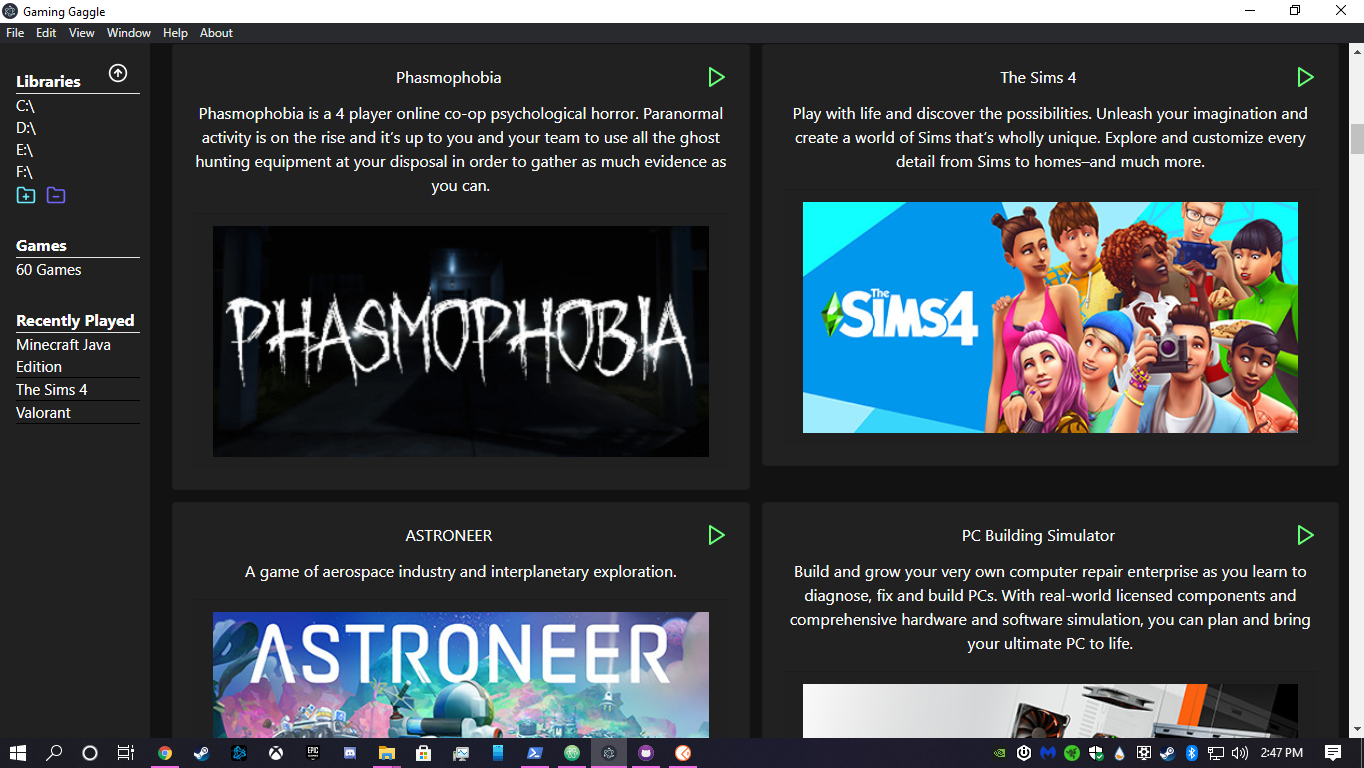 Gaming Gaggle
File Edit View Window Help About
Libraries
C:\
D:\
E:\
F:\
Games
60 Games
Recently Played
Minecraft Java
Edition
The Sims 4
Valorant
Phasmophobia
Phasmophobia is a 4 player online co-op psychological horror. Paranormal
activity is on the rise and it’s up to you and your team to use all the ghost
hunting equipment at your disposal in order to gather as much evidence as
you can.
PHASMOPHOBIA
The Sims 4
Play with life and discover the possibilities. Unleash your imagination and
create a world of Sims that’s wholly unique. Explore and customize every
detail from Sims to homes–and much more.
The
SiMS4
ASTRONEER
A game of aerospace industry and interplanetary exploration.
ASTRONEER
PC Building Simulator
Build and grow your very own computer repair enterprise as you learn to
diagnose, fix and build PCs. With real-world licensed components and
comprehensive hardware and software simulation, you can plan and bring
your ultimate PC to life.
EPIC
2:47 PM